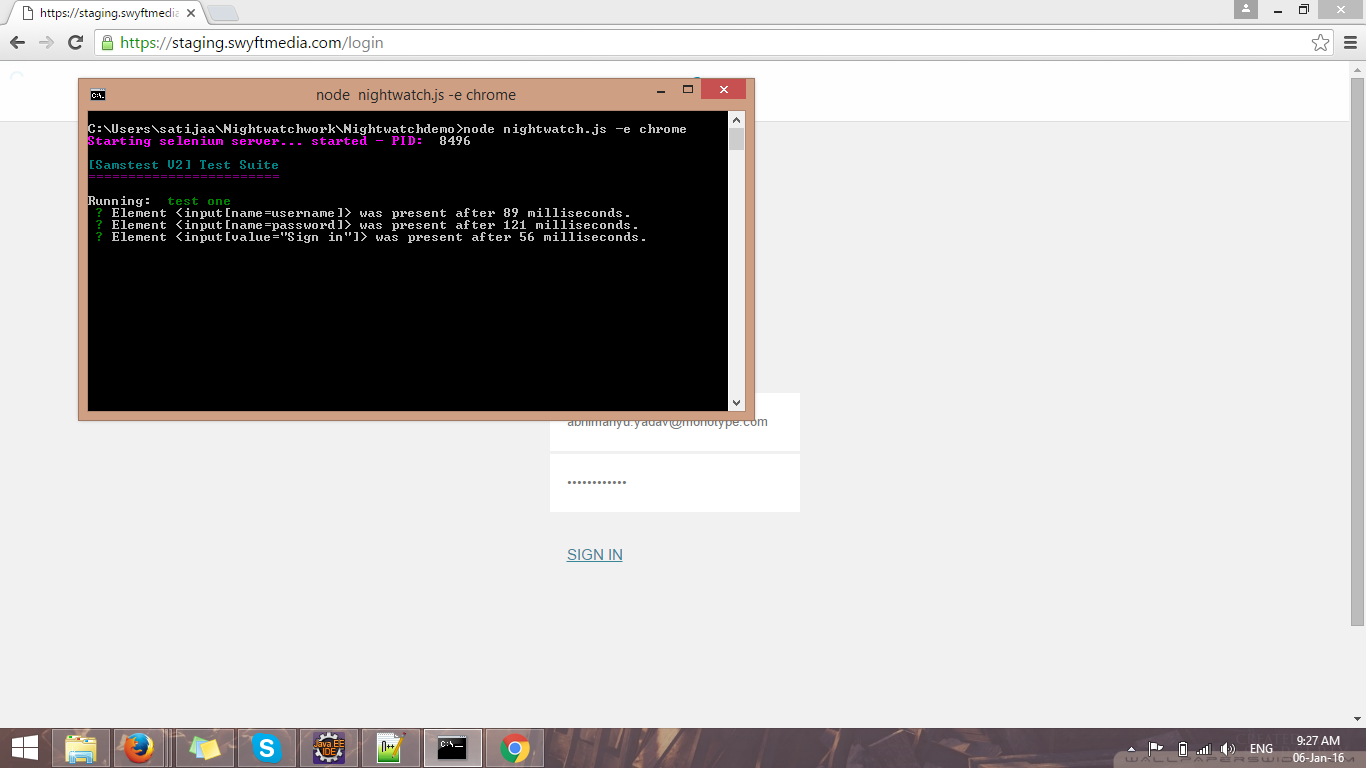 https://staging.swyftmedia
https://staging.swyftmedia.com/login
node nightwatch.js -e chrome
C:\Users\satijaa\Nightwatchwork\Nightwatchdemo>node nightwatch.js -e chrome
Starting selenium server... started - PID: 8496
[Samstest V2] Test Suite
========================
Running: test one
? Element <input[name=username]> was present after 89 milliseconds.
? Element <input[name=password]> was present after 121 milliseconds.
? Element <input[value="Sign in"]> was present after 56 milliseconds.
abhimanyu.yadav@monotype.com
••••••••••••
SIGN IN
Java EE
IDE
C:\
ENG
9:27 AM
06-Jan-16